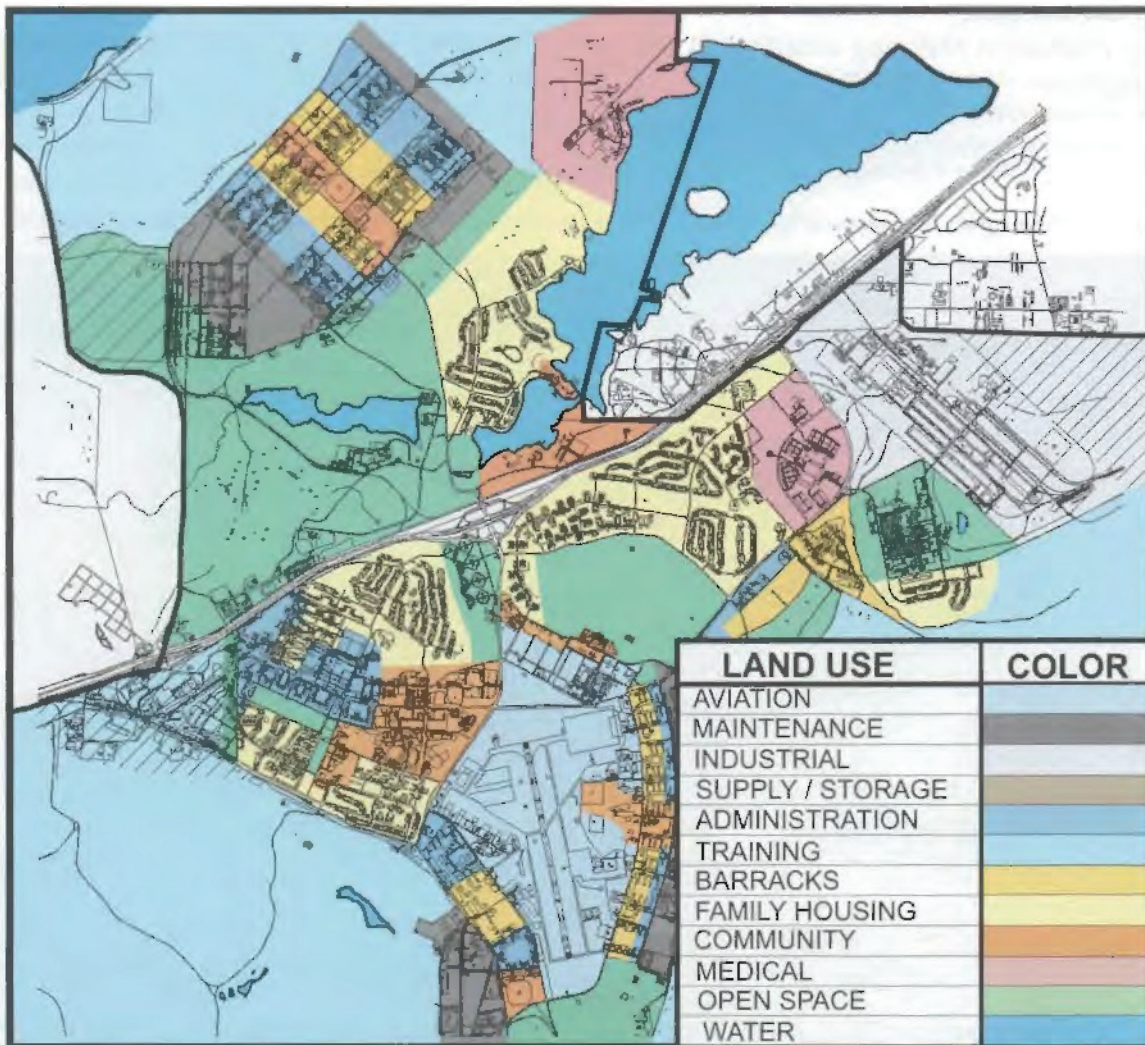 LAND USE COLOR
AVIATION
MAINTENANCE
INDUSTRIAL
SUPPLY / STORAGE
ADMINISTRATION
TRAINING
BARRACKS
FAMILY HOUSING
COMMUNITY
MEDICAL
OPEN SPACE
WATER